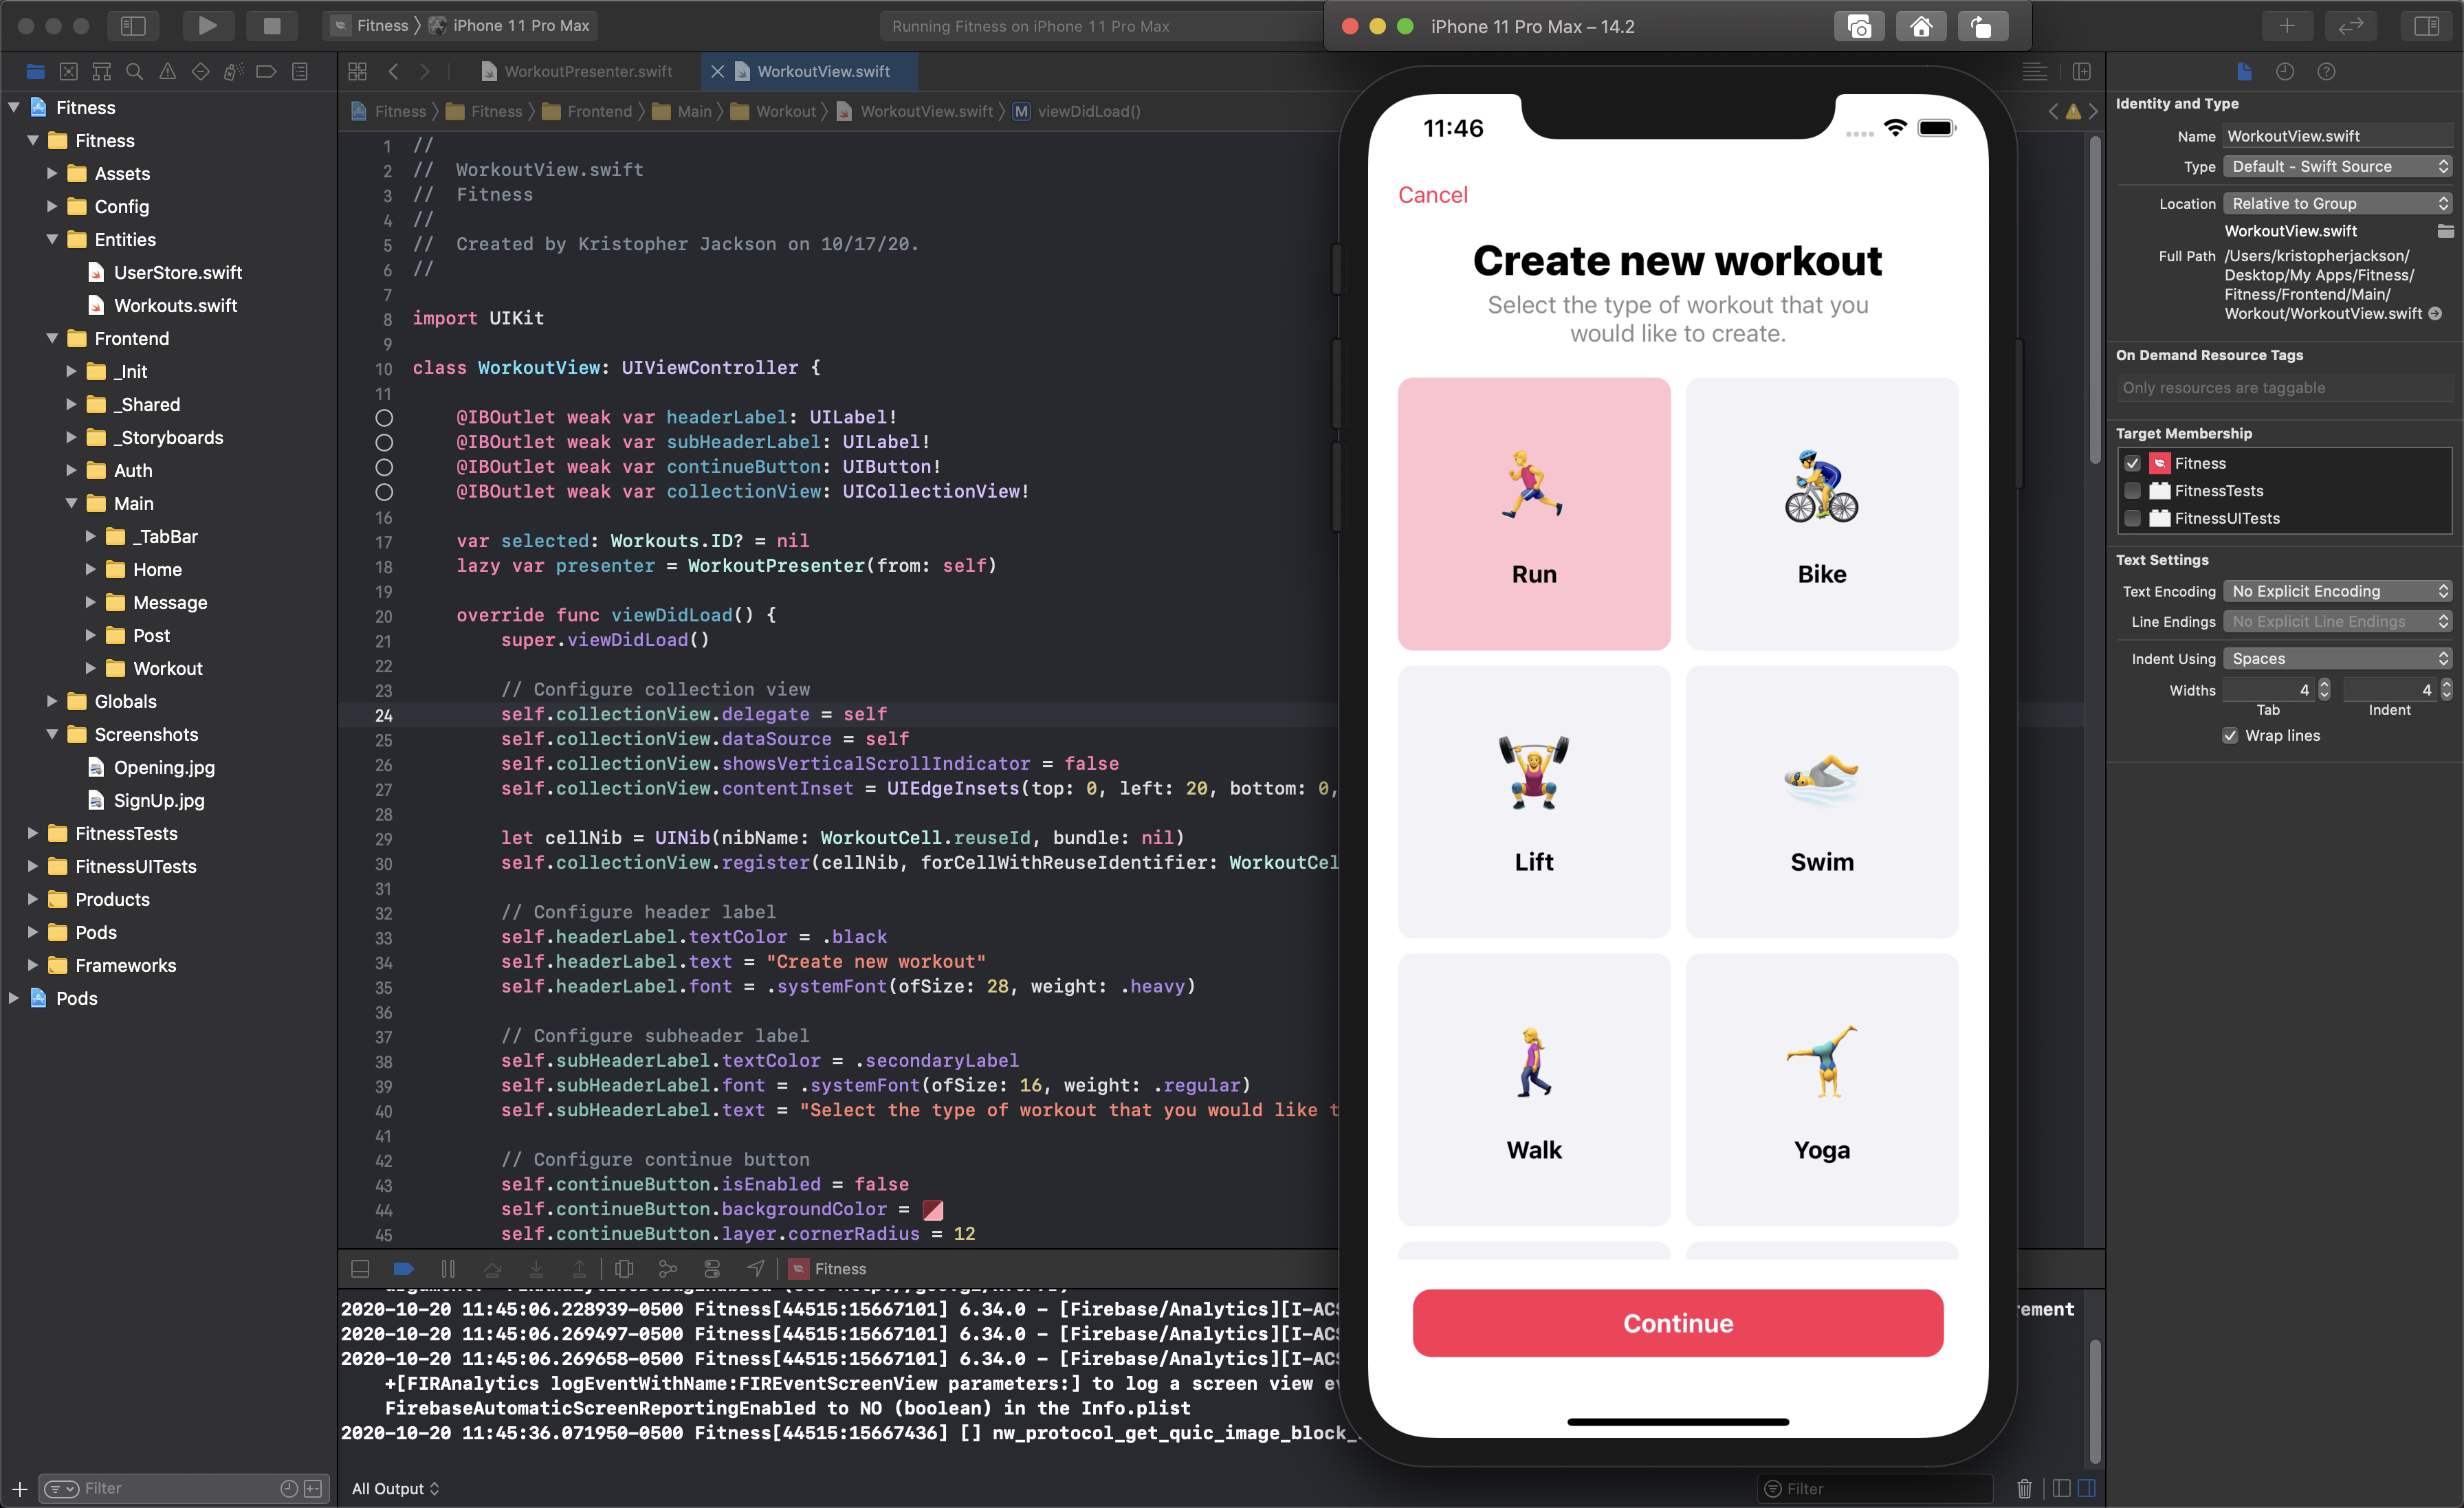 Fitness
iPhone 11 Pro Max
Running Fitness on iPhone 11 Pro Max
iPhone 11 Pro Max – 14.2
WorkoutPresenter.swift
WorkoutView.swift
Fitness
Fitness
Frontend
Main
Workout
WorkoutView.swift
M
viewDidLoad()
Fitness
Fitness
Assets
Config
Entities
UserStore.swift
Workouts.swift
Frontend
_Init
_Shared
_Storyboards
Auth
Main
_TabBar
Home
Message
Post
Workout
Globals
Screenshots
Opening.jpg
SignUp.jpg
FitnessTests
FitnessUITests
Products
Pods
Frameworks
Pods
Filter
1 //
2 // WorkoutView.swift
3 // Fitness
4 //
5 // Created by Kristopher Jackson on 10/17/20.
6 //
7
8 import UIKit
9
10 class WorkoutView: UIViewController {
11
@IBOutlet weak var headerLabel: UILabel!
@IBOutlet weak var subHeaderLabel: UILabel!
@IBOutlet weak var continueButton: UIButton!
@IBOutlet weak var collectionView: UICollectionView!
16
17 var selected: Workouts.ID? = nil
18 lazy var presenter = WorkoutPresenter(from: self)
19
20 override func viewDidLoad() {
21 super.viewDidLoad()
22
23 // Configure collection view
24 self.collectionView.delegate = self
25 self.collectionView.dataSource = self
26 self.collectionView.showsVerticalScrollIndicator = false
27 self.collectionView.contentInset = UIEdgeInsets(top: 0, left: 20, bottom: 0,
28
29 let cellNib = UINib(nibName: WorkoutCell.reuseId, bundle: nil)
30 self.collectionView.register(cellNib, forCellWithReuseIdentifier: WorkoutCel
31
32 // Configure header label
33 self.headerLabel.textColor = .black
34 self.headerLabel.text = "Create new workout"
35 self.headerLabel.font = .systemFont(ofSize: 28, weight: .heavy)
36
37 // Configure subheader label
38 self.subHeaderLabel.textColor = .secondaryLabel
39 self.subHeaderLabel.font = .systemFont(ofSize: 16, weight: .regular)
40 self.subHeaderLabel.text = "Select the type of workout that you would like t
41
42 // Configure continue button
43 self.continueButton.isEnabled = false
44 self.continueButton.backgroundColor =
45 self.continueButton.layer.cornerRadius = 12
Fitness
2020-10-20 11:45:06.228939-0500 Fitness[44515:15667101] 6.34.0 - [Firebase/Analytics][I-ACS
rement
2020-10-20 11:45:06.269497-0500 Fitness[44515:15667101] 6.34.0 - [Firebase/Analytics][I-ACS
2020-10-20 11:45:06.269658-0500 Fitness[44515:15667101] 6.34.0 - [Firebase/Analytics][I-ACS
+[FIRAnalytics logEventWithName:FIREventScreenView parameters:] to log a screen view e
FirebaseAutomaticScreenReportingEnabled to NO (boolean) in the Info.plist
2020-10-20 11:45:36.071950-0500 Fitness[44515:15667436] [] nw_protocol_get_quic_image_block_
All Output
Filter
11:46
Cancel
Create new workout
Select the type of workout that you
would like to create.
Run
Bike
Lift
Swim
Walk
Yoga
Continue
Identity and Type
Name WorkoutView.swift
Type Default - Swift Source
Location Relative to Group
WorkoutView.swift
Full Path /Users/kristopherjackson/
Desktop/My Apps/Fitness/
Fitness/Frontend/Main/
Workout/WorkoutView.swift
On Demand Resource Tags
Only resources are taggable
Target Membership
Fitness
FitnessTests
FitnessUITests
Text Settings
Text Encoding No Explicit Encoding
Line Endings No Explicit Line Endings
Indent Using Spaces
Widths 4 4
Tab Indent
Wrap lines